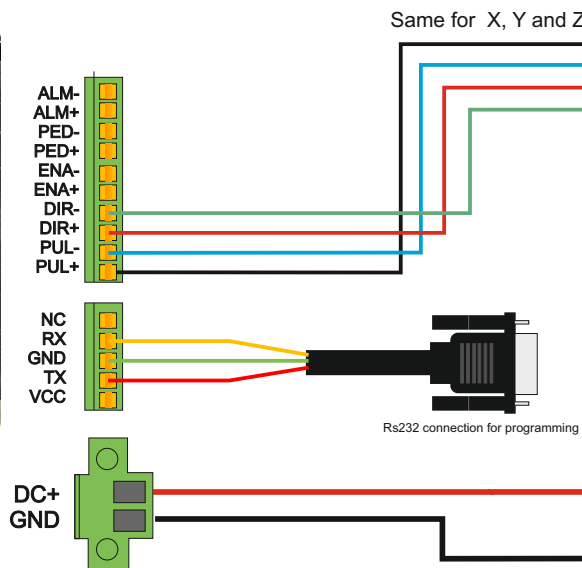 Same for X, Y and Z
ALM-
ALM+
PED-
PED+
ENA-
ENA+
DIR-
DIR+
PUL-
PUL+
NC
RX
GND
TX
VCC
Rs232 connection for programming
DC+
GND